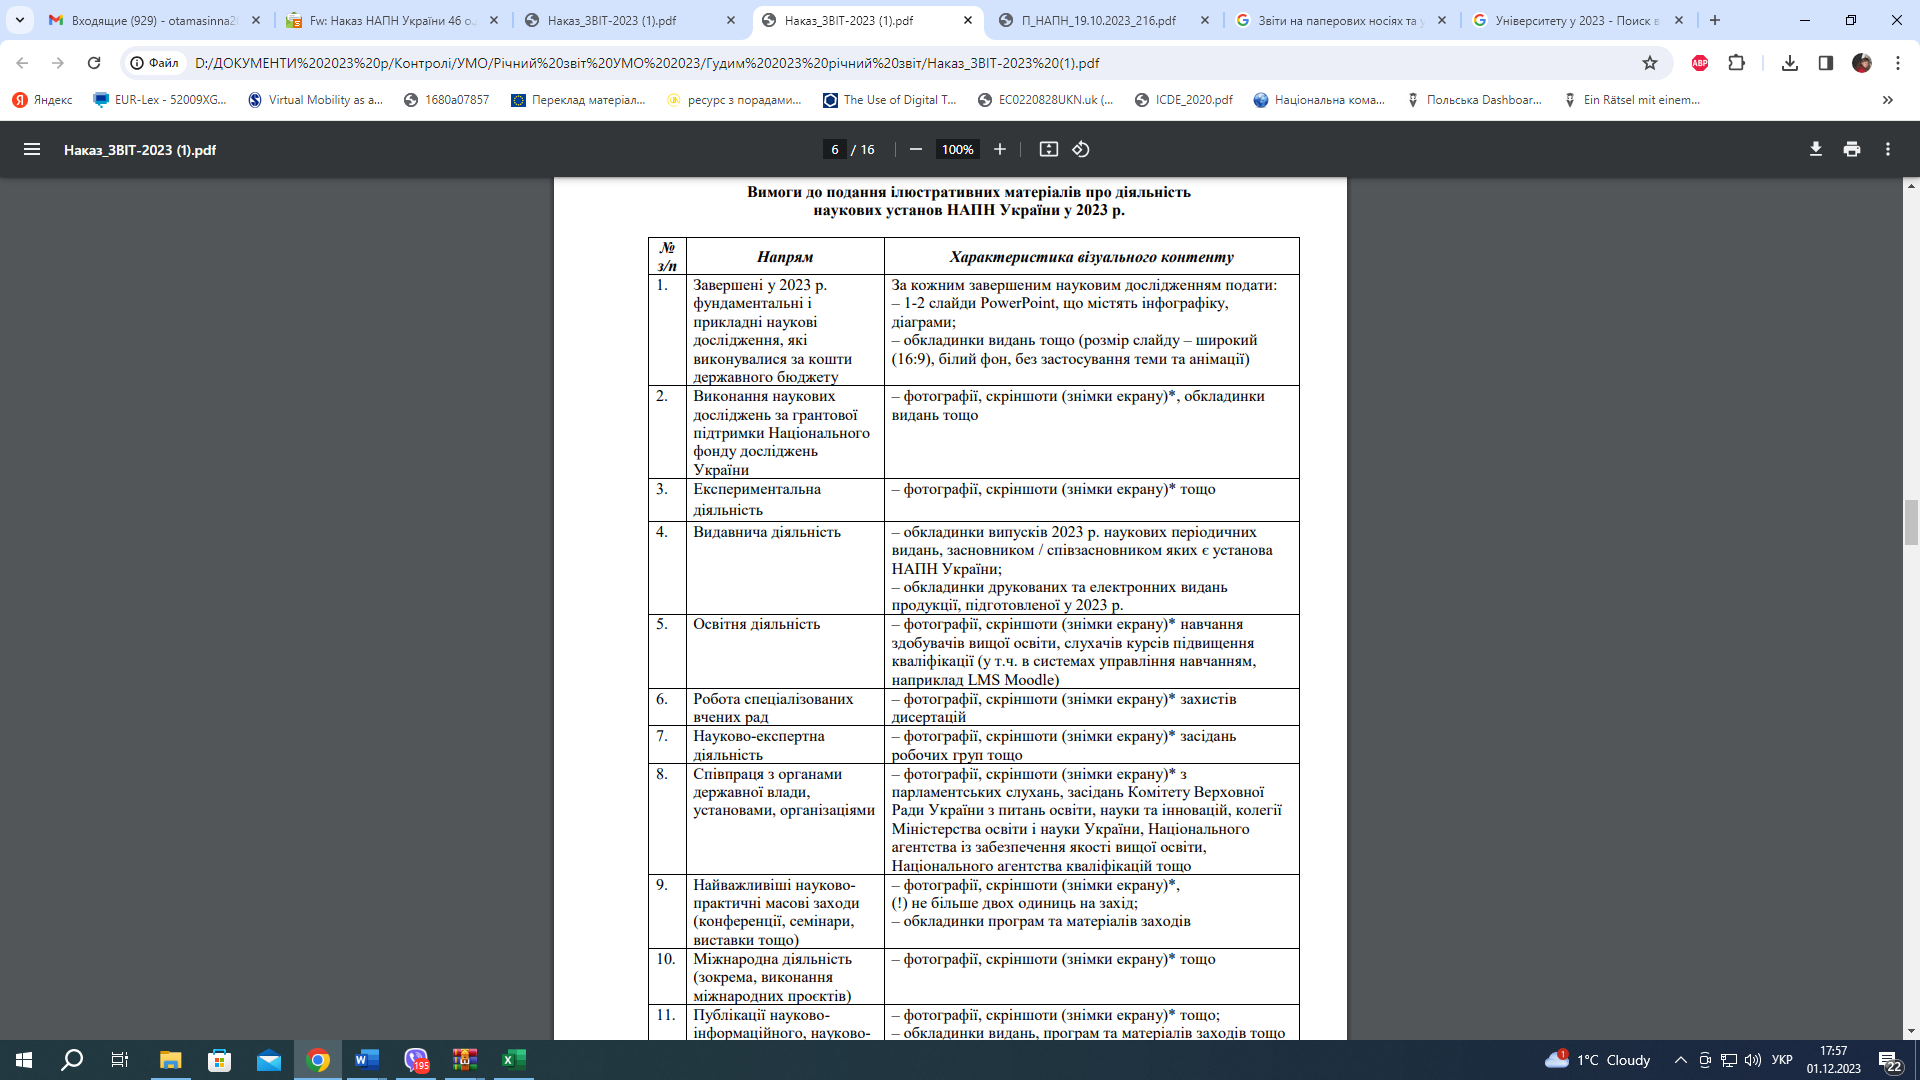 Входящие (929) - otamasinna20
Fw: Наказ НАПН України 46 о
Наказ_ЗВІТ-2023 (1).pdf
Наказ_ЗВІТ-2023 (1).pdf
П_НАПН_19.10.2023_216.pdf
Звіти на паперових носіях та у
Університету у 2023 - Поиск в
Файл
D:/ДОКУМЕНТИ%202023%20р/Контролі/УМО/Річний%20звіт%20УМО%202023/Гудим%202023%20річний%20звіт/Наказ_ЗВІТ-2023%20(1).pdf
ABP
Яндекс
EUR-Lex - 52009XG...
Virtual Mobility as a...
1680a07857
Переклад матеріал...
ресурс з порадами...
The Use of Digital T...
EC0220828UKN.uk (...
ICDE_2020.pdf
Національна кома...
Польська Dashboar...
Ein Rätsel mit einem...
Наказ_ЗВІТ-2023 (1).pdf
6 / 16
100%
Вимоги до подання ілюстративних матеріалів про діяльність
наукових установ НАПН України у 2023 р.
№
з/п
Напрям
Характеристика візуального контенту
1.
Завершені у 2023 р.
фундаментальні і
прикладні наукові
дослідження, які
виконувалися за кошти
державного бюджету
За кожним завершеним науковим дослідженням подати:
– 1-2 слайди PowerPoint, що містять інфографіку,
діаграми;
– обкладинки видань тощо (розмір слайду – широкий
(16:9), білий фон, без застосування теми та анімації)
2.
Виконання наукових
досліджень за грантової
підтримки Національного
фонду досліджень
України
– фотографії, скріншоти (знімки екрану)*, обкладинки
видань тощо
3.
Експериментальна
діяльність
– фотографії, скріншоти (знімки екрану)* тощо
4.
Видавнича діяльність
– обкладинки випусків 2023 р. наукових періодичних
видань, засновником / співзасновником яких є установа
НАПН України;
– обкладинки друкованих та електронних видань
продукції, підготовленої у 2023 р.
5.
Освітня діяльність
– фотографії, скріншоти (знімки екрану)* навчання
здобувачів вищої освіти, слухачів курсів підвищення
кваліфікації (у т.ч. в системах управління навчанням,
наприклад LMS Moodle)
6.
Робота спеціалізованих
вчених рад
– фотографії, скріншоти (знімки екрану)* захистів
дисертацій
7.
Науково-експертна
діяльність
– фотографії, скріншоти (знімки екрану)* засідань
робочих груп тощо
8.
Співпраця з органами
державної влади,
установами, організаціями
– фотографії, скріншоти (знімки екрану)* з
парламентських слухань, засідань Комітету Верховної
Ради України з питань освіти, науки та інновацій, колегії
Міністерства освіти і науки України, Національного
агентства із забезпечення якості вищої освіти,
Національного агентства кваліфікацій тощо
9.
Найважливіші науково-
практичні масові заходи
(конференції, семінари,
виставки тощо)
– фотографії, скріншоти (знімки екрану)*,
(!) не більше двох одиниць на захід;
– обкладинки програм та матеріалів заходів
10.
Міжнародна діяльність
(зокрема, виконання
міжнародних проєктів)
– фотографії, скріншоти (знімки екрану)* тощо
11.
Публікації науково-
інформаційного, науково-
– фотографії, скріншоти (знімки екрану)* тощо;
– обкладинки видань, програм та матеріалів заходів тощо
195
1
1°C Cloudy
УКР
17:57
01.12.2023
22